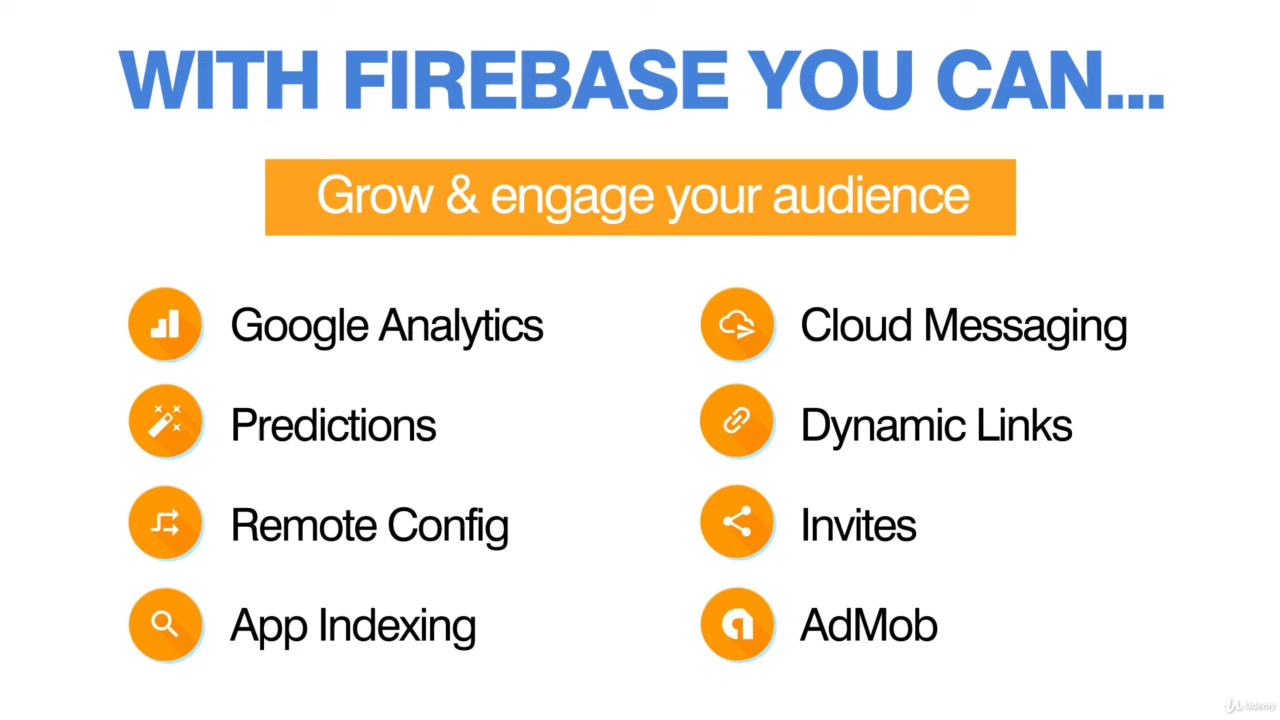 WITH FIREBASE YOU CAN...
Grow & engage your audience
Google Analytics
Predictions
Remote Config
App Indexing
Cloud Messaging
Dynamic Links
Invites
AdMob
Udemy